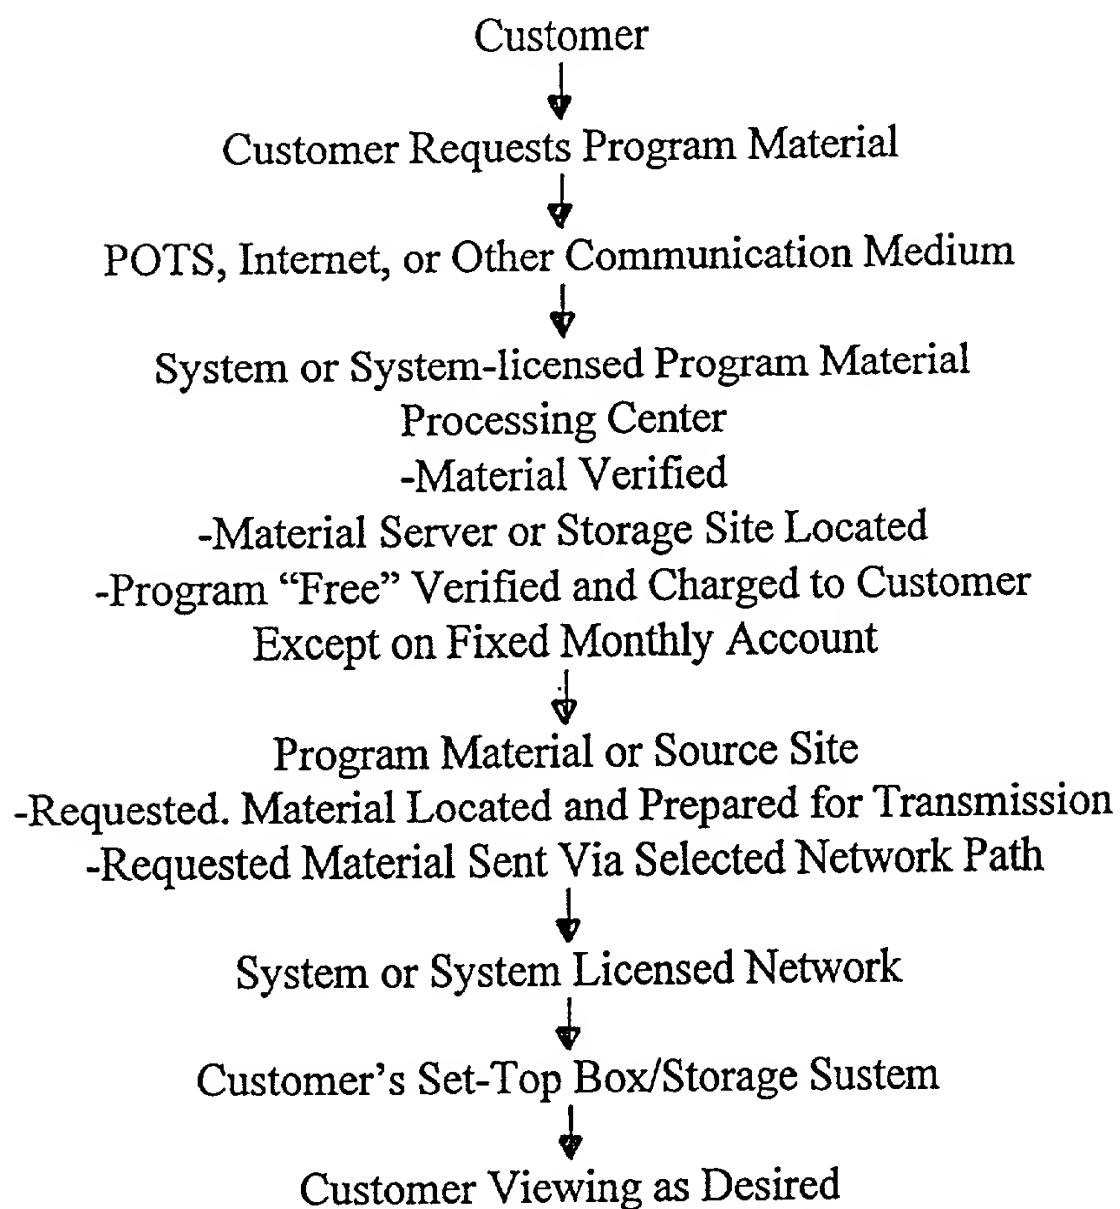 Customer
Customer Requests Program Material
POTS, Internet, or Other Communication Medium
System or System-licensed Program Material
Processing Center
-Material Verified
-Material Server or Storage Site Located
-Program “Free” Verified and Charged to Customer
Except on Fixed Monthly Account
Program Material or Source Site
-Requested. Material Located and Prepared for Transmission
-Requested Material Sent Via Selected Network Path
System or System Licensed Network
Customer’s Set-Top Box/Storage Sustem
Customer Viewing as Desired